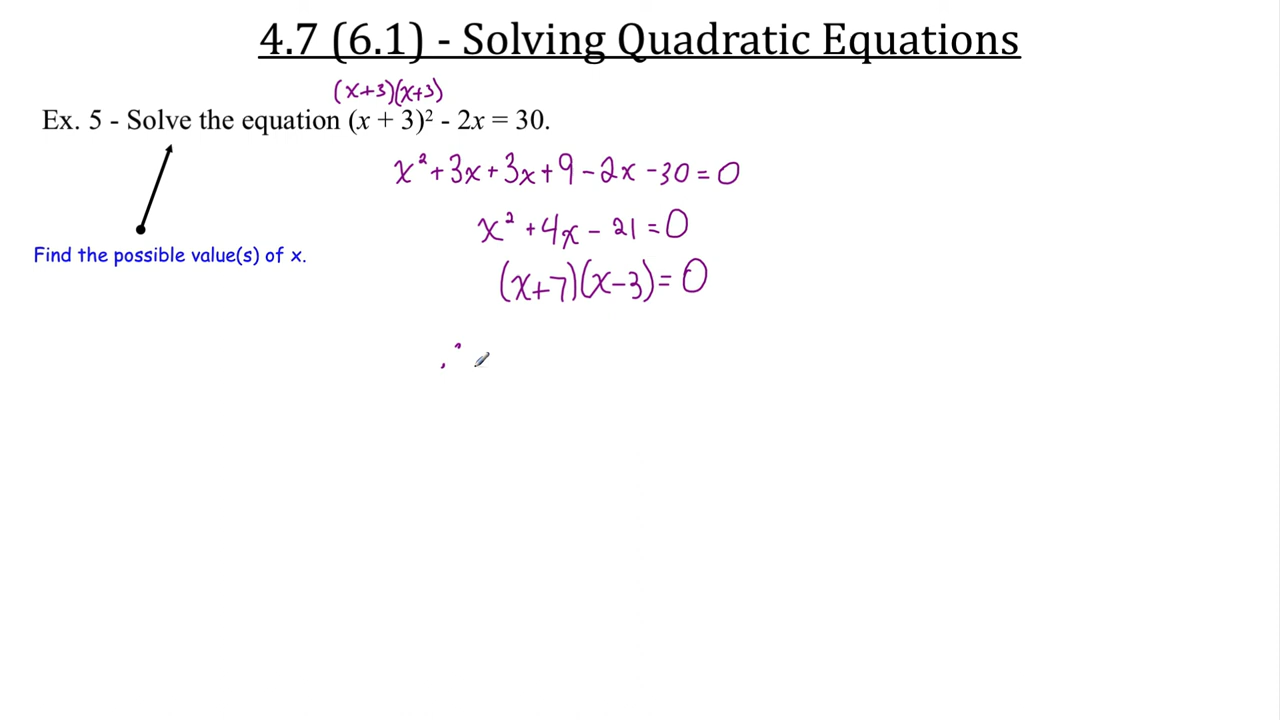 4.7 (6.1) - Solving Quadratic Equations
(x+3)(x+3)
Ex. 5 - Solve the equation (x + 3)² - 2x = 30.
x² + 3x + 3x + 9 - 2x - 30 = 0
x² + 4x - 21 = 0
Find the possible value(s) of x.
(x+7)(x-3) = 0